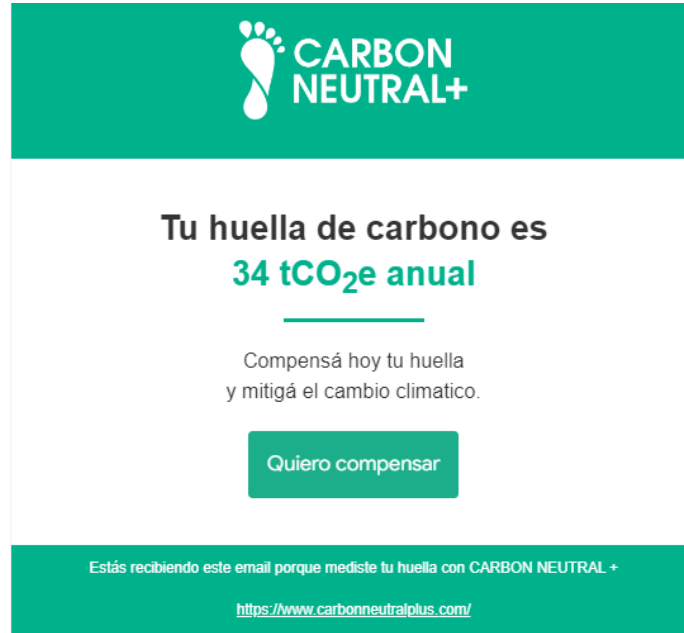 CARBON
NEUTRAL+
Tu huella de carbono es
34 tCO₂e anual
Compensá hoy tu huella
y mitigá el cambio climatico.
Quiero compensar
Estás recibiendo este email porque mediste tu huella con CARBON NEUTRAL +
https://www.carbonneutralplus.com/